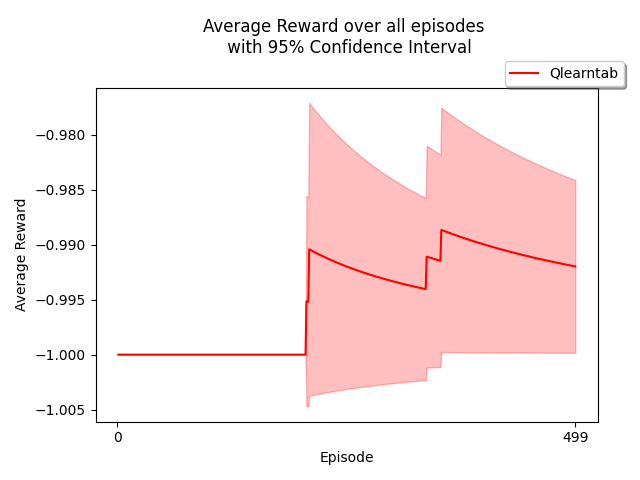 Average Reward over all episodes
with 95% Confidence Interval
Qlearntab
−0.980
−0.985
−0.990
−0.995
−1.000
−1.005
Average Reward
0
499
Episode